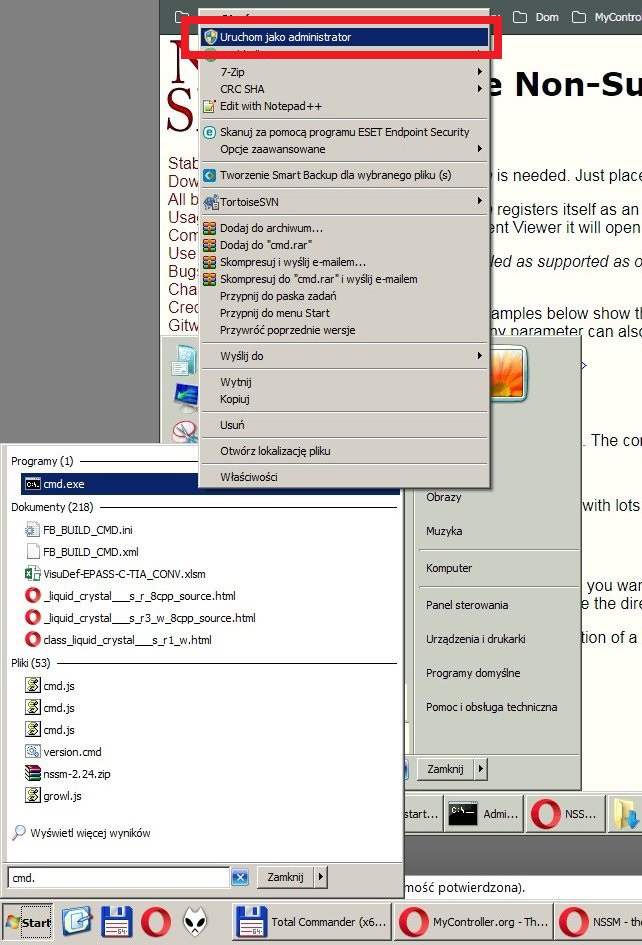 Dom
MyControl
Uruchom jako administrator
7-Zip
CRC SHA
Edit with Notepad++
Skanuj za pomocą programu ESET Endpoint Security
Opcje zaawansowane
Tworzenie Smart Backup dla wybranego pliku (s)
TortoiseSVN
Dodaj do archiwum...
Dodaj do "cmd.rar"
Skompresuj i wyślij e-mailem...
Skompresuj do "cmd.rar" i wyślij e-mailem
Przypnij do paska zadań
Przypnij do menu Start
Przywróć poprzednie wersje
Wyślij do
Wytnij
Kopiuj
Usuń
Otwórz lokalizację pliku
Właściwości
N
S
e Non-Su
Stab
Dow
All b
Usag
Com
Use
Bugs
Cha
Cred
Gitw
is needed. Just place
registers itself as an
ent Viewer it will open
led as supported as o
amples below show th
ny parameter can also
. The con
with lots
you wan
e the dire
tion of a
Programy (1)
cmd.exe
Dokumenty (218)
FB_BUILD_CMD.ini
FB_BUILD_CMD.xml
VisuDef-EPASS-C-TIA_CONV.xlsm
_liquid_crystal___s_r_8cpp_source.html
_liquid_crystal___s_r3_w_8cpp_source.html
class_liquid_crystal___s_r1_w.html
Pliki (53)
cmd.js
cmd.js
cmd.js
version.cmd
nssm-2.24.zip
growl.js
Wyświetl więcej wyników
cmd.
Zamknij
Obrazy
Muzyka
Komputer
Panel sterowania
Urządzenia i drukarki
Programy domyślne
Pomoc i obsługa techniczna
Zamknij
start...
Admi...
NSS...
mość potwierdzona).
Start
Total Commander (x6...
MyController.org - Th...
NSSM - the